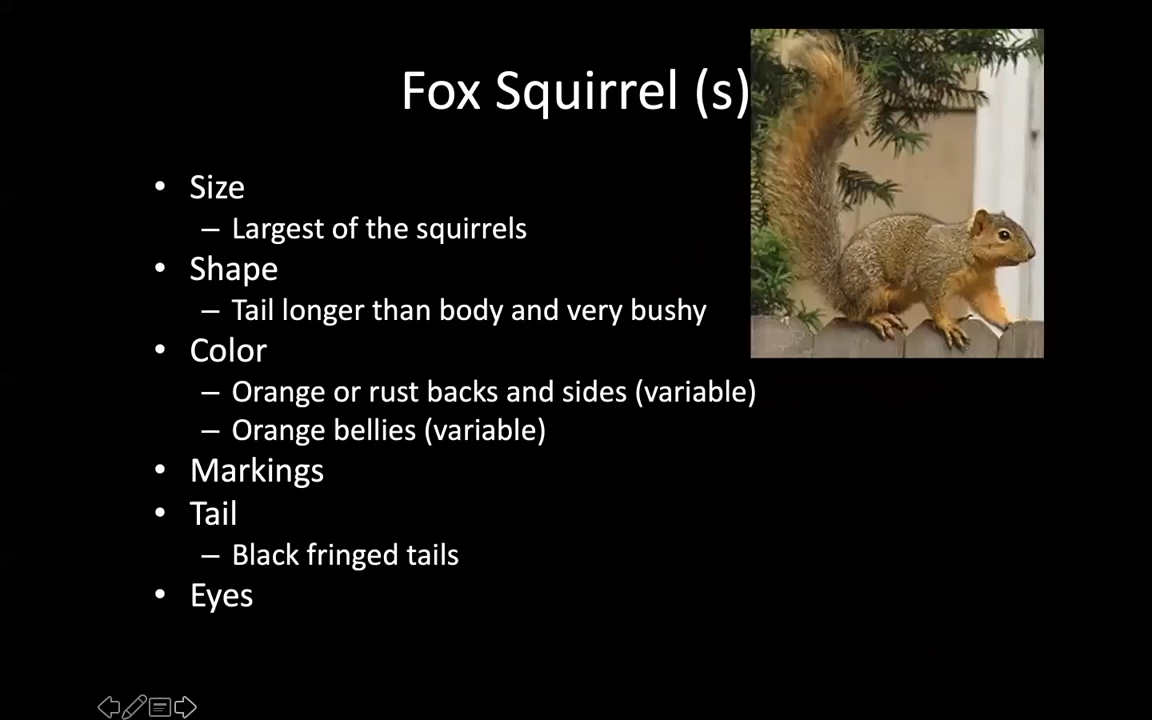 Fox Squirrel (s)
• Size
– Largest of the squirrels
• Shape
– Tail longer than body and very bushy
• Color
– Orange or rust backs and sides (variable)
– Orange bellies (variable)
• Markings
• Tail
– Black fringed tails
• Eyes